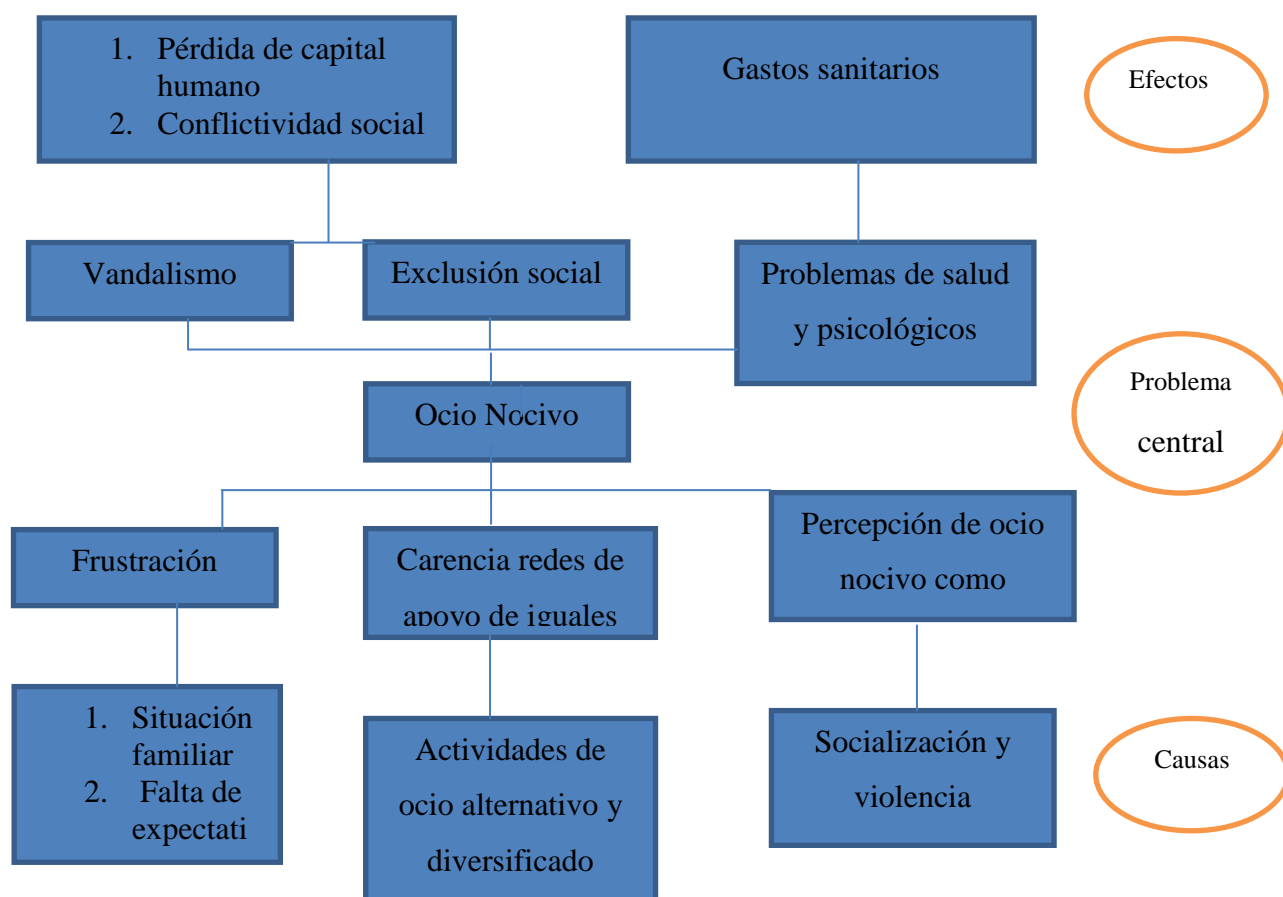 1. Pérdida de capital
humano
2. Conflictividad social
Gastos sanitarios
Efectos
Vandalismo
Exclusión social
Problemas de salud
y psicológicos
Problema
central
Ocio Nocivo
Frustración
Carencia redes de
apoyo de iguales
Percepción de ocio
nocivo como
1. Situación
familiar
2. Falta de
expectati
Actividades de
ocio alternativo y
diversificado
Socialización y
violencia
Causas